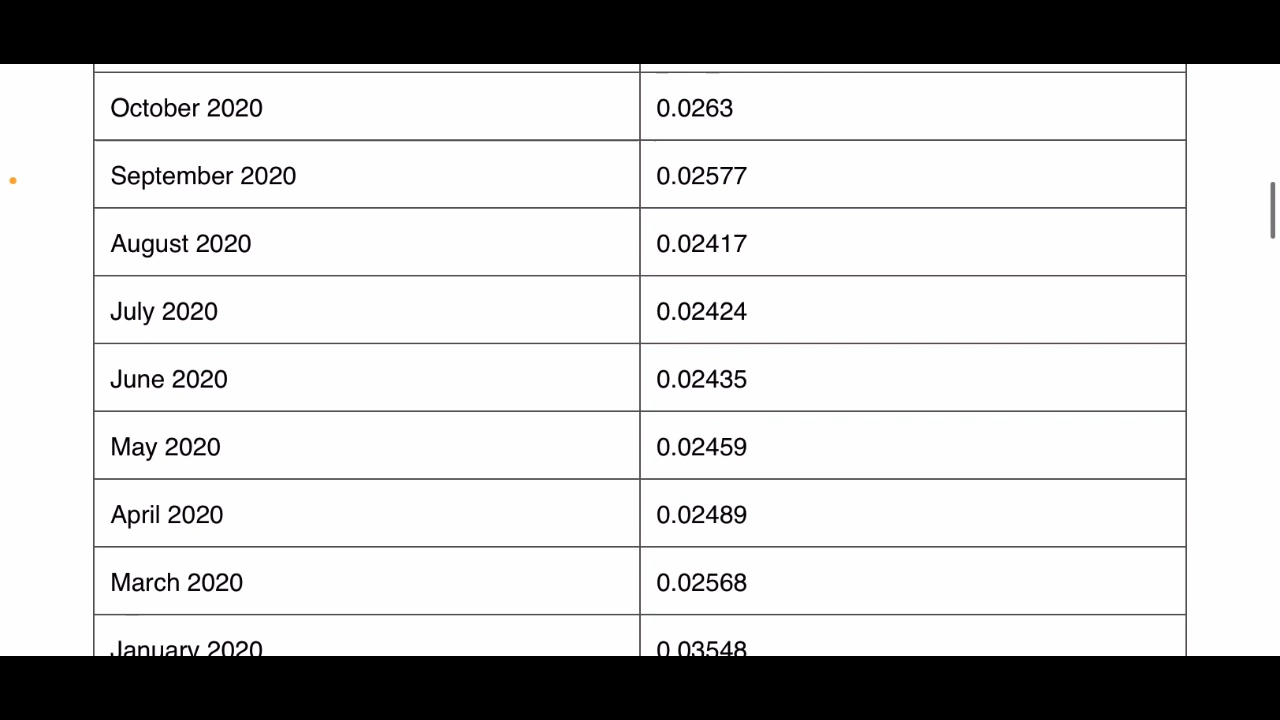 October 2020 0.0263
September 2020 0.02577
August 2020 0.02417
July 2020 0.02424
June 2020 0.02435
May 2020 0.02459
April 2020 0.02489
March 2020 0.02568
January 2020 0.03548